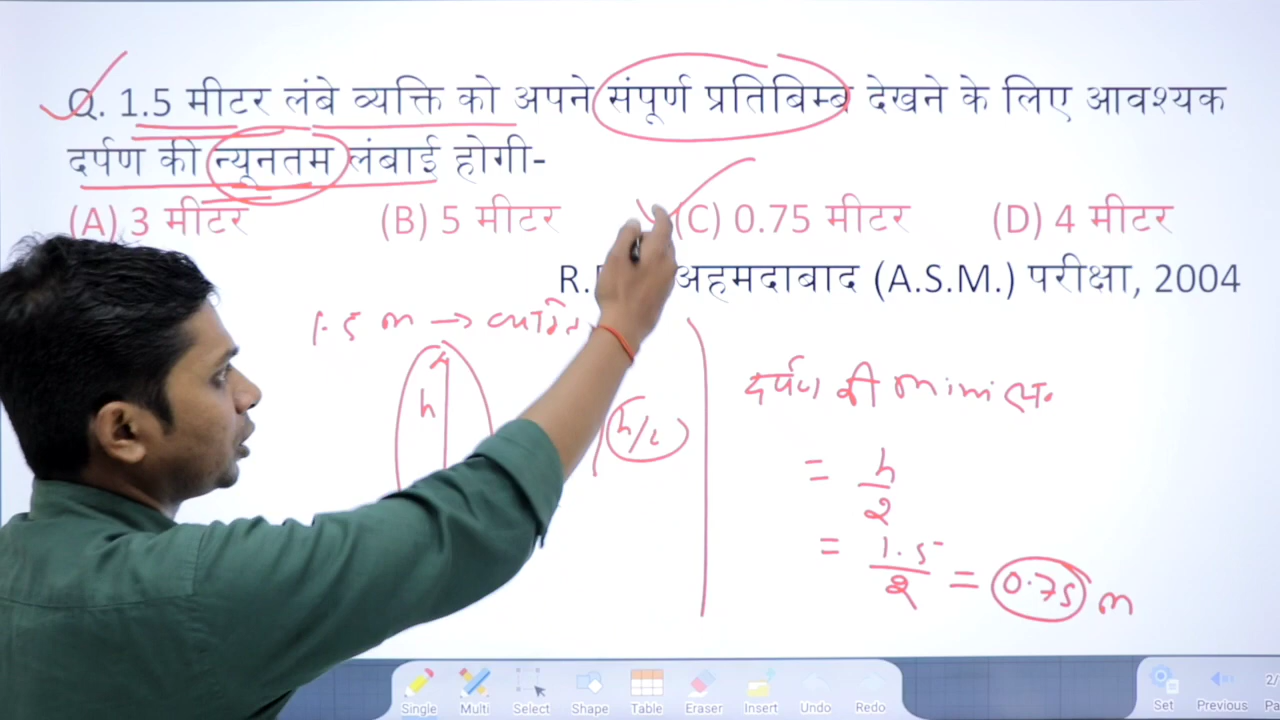 Q. 1.5 मीटर लंबे व्यक्ति को अपने संपूर्ण प्रतिबिम्ब देखने के लिए आवश्यक
दर्पण की न्यूनतम लंबाई होगी-
(A) 3 मीटर (B) 5 मीटर (C) 0.75 मीटर (D) 4 मीटर
R. अहमदाबाद (A.S.M.) परीक्षा, 2004
1.5 m →
h
h/2
दर्पण की mini
= h/2
= 1.5/2 = 0.75 m
Single Multi Select Shape Table Eraser Insert Undo Redo Set Previous 2/